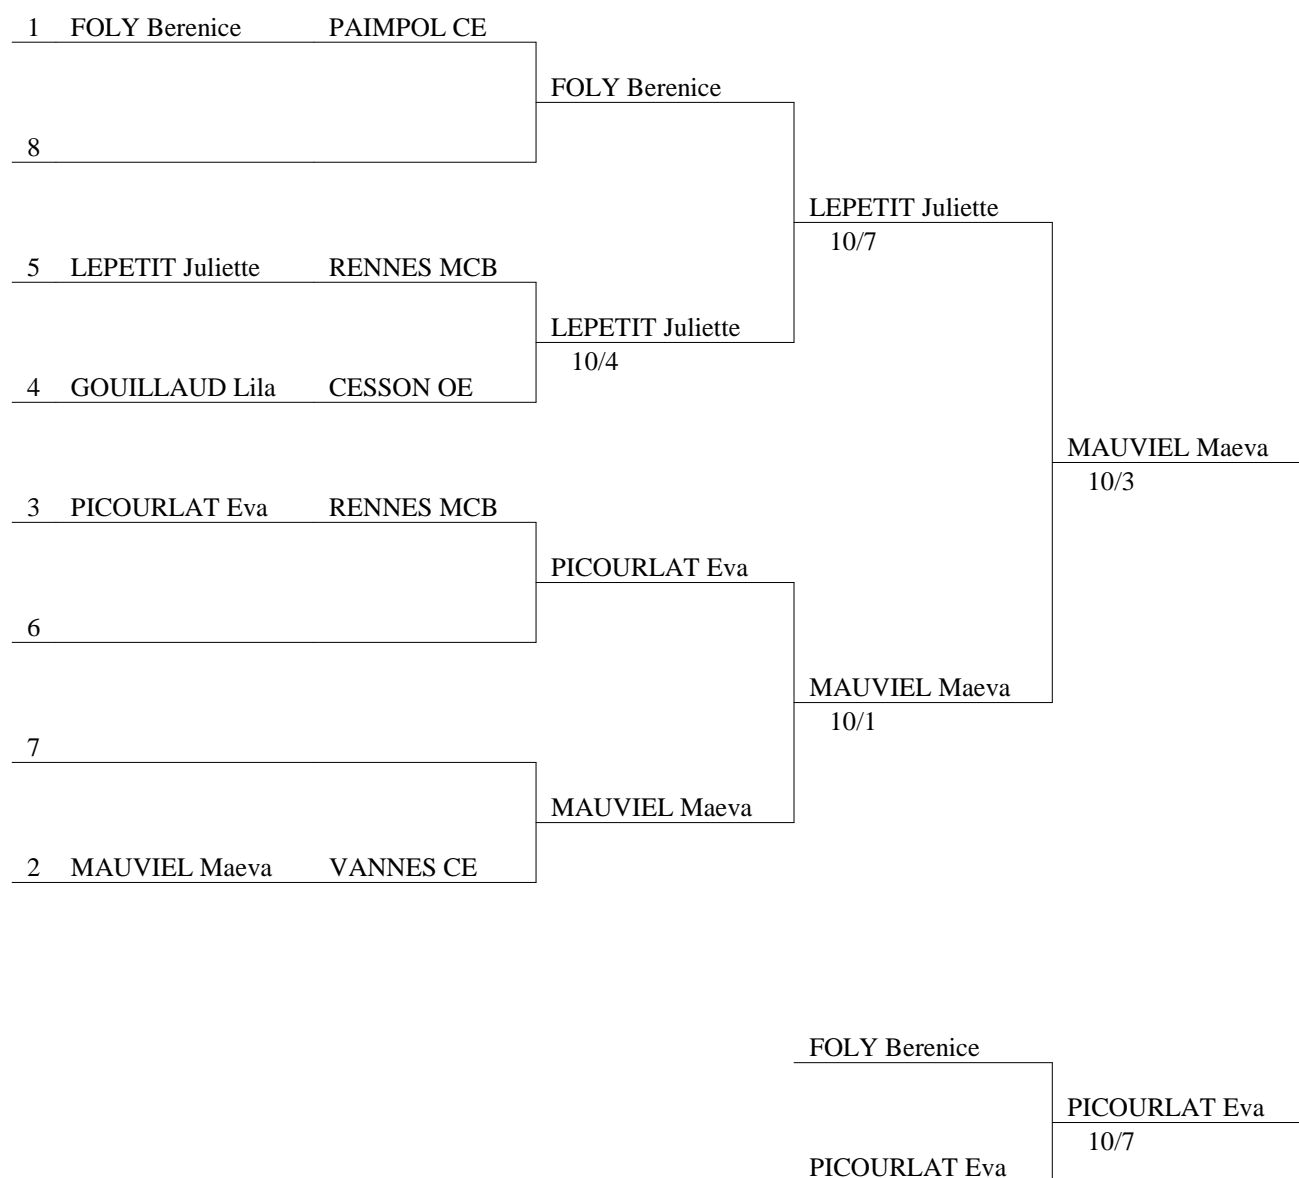 1 FOLY Berenice PAIMPOL CE
FOLY Berenice
8
LEPETIT Juliette
10/7
5 LEPETIT Juliette RENNES MCB
LEPETIT Juliette
10/4
4 GOUILLAUD Lila CESSON OE
MAUVIEL Maeva
10/3
3 PICOURLAT Eva RENNES MCB
PICOURLAT Eva
6
MAUVIEL Maeva
10/1
7
MAUVIEL Maeva
2 MAUVIEL Maeva VANNES CE
FOLY Berenice
PICOURLAT Eva
10/7
PICOURLAT Eva